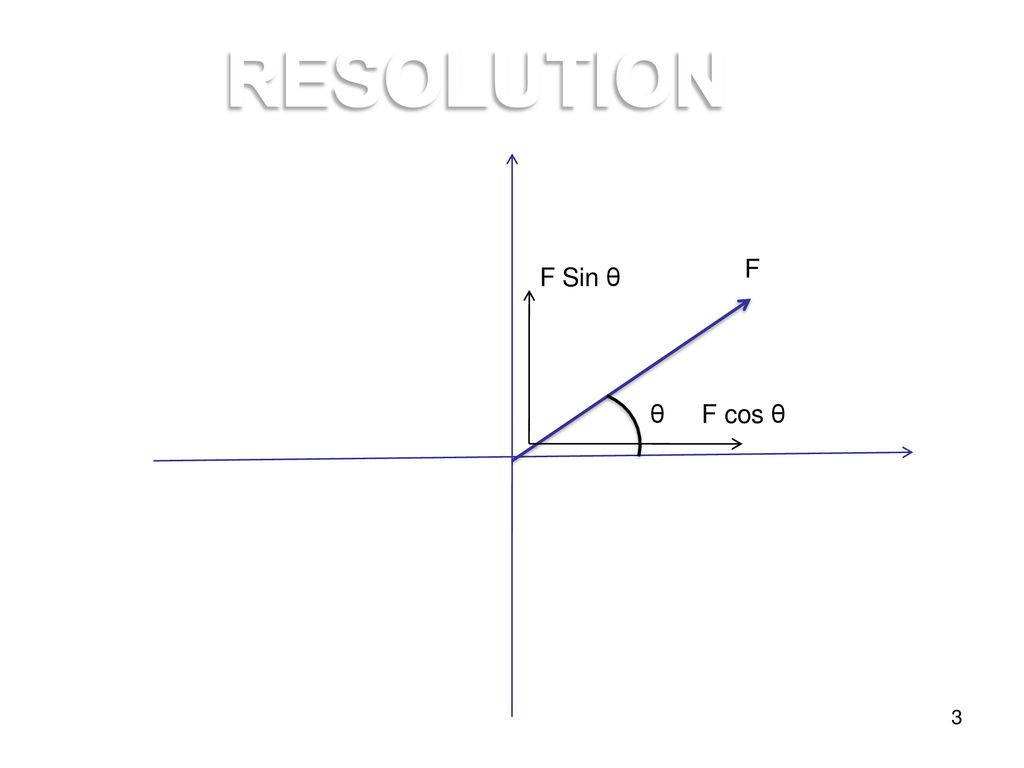 RESOLUTION
F
F Sin θ
θ
F cos θ
3